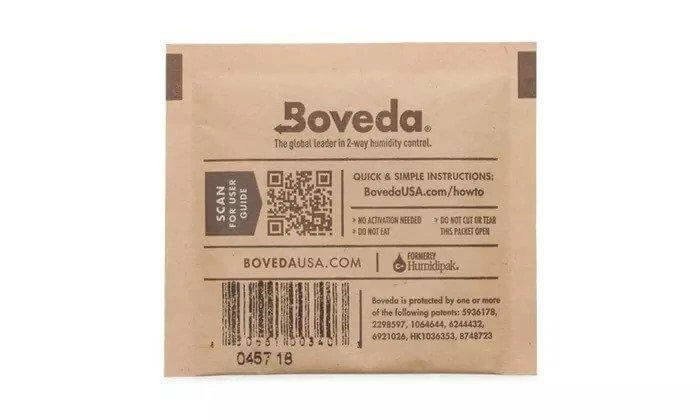 Boveda®
The global leader in 2-way humidity control.
SCAN
FOR USER
GUIDE
QUICK & SIMPLE INSTRUCTIONS:
BovedaUSA.com/howto
> NO ACTIVATION NEEDED
> DO NOT EAT
> DO NOT CUT OR TEAR
THIS PACKET OPEN
BOVEDAUSA.COM
FORMERLY
Humidipak®
Boveda is protected by one or more
of the following patents: 5936178,
2298597, 1064644, 6244432,
6921026, HK1036353, 8748723
0457 18